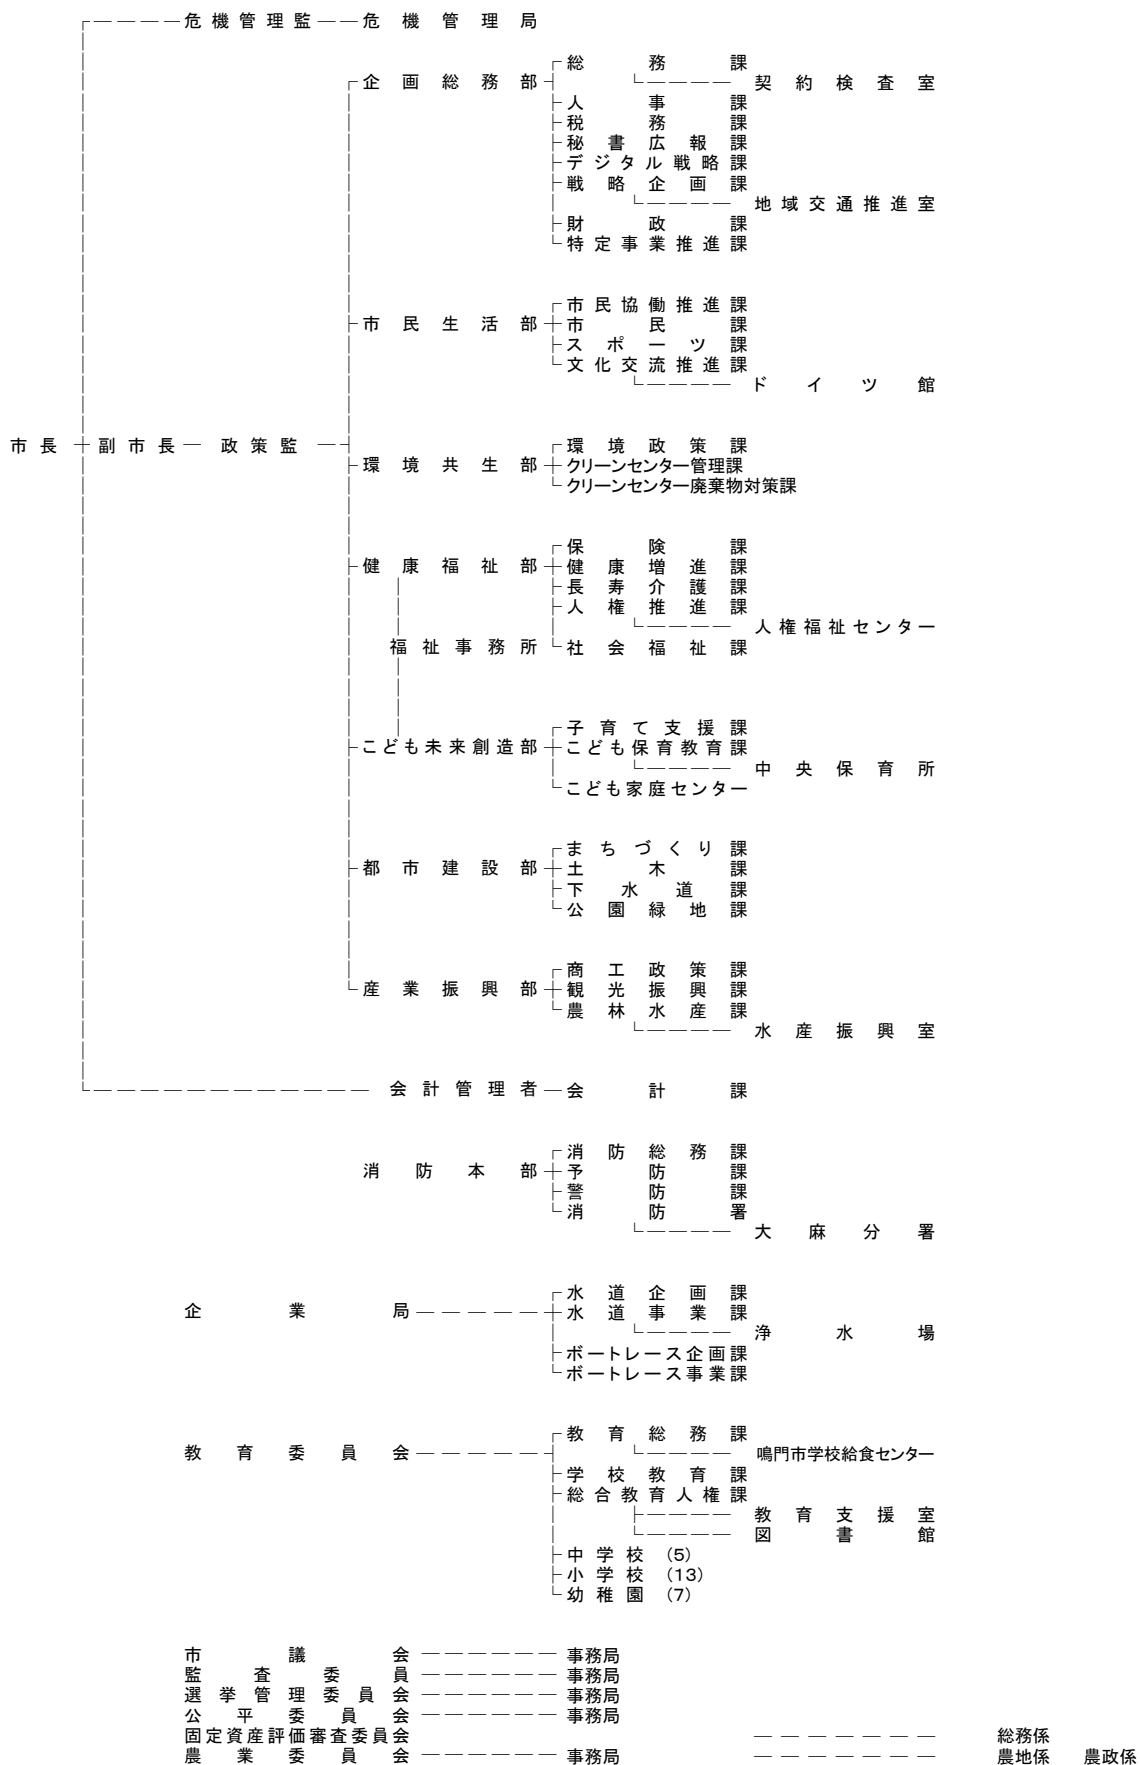 危機管理監 危機管理局
総務課
企画総務部 契約検査室
人事課
税務課
秘書広報課
デジタル戦略課
戦略企画課
地域交通推進室
財政課
特定事業推進課
市民協働推進課
市民生活部 市民課
スポーツ課
文化交流推進課
ドイツ館
市長 副市長 政策監 環境政策課
環境共生部 クリーンセンター管理課
クリーンセンター廃棄物対策課
保険課
健康福祉部 健康増進課
長寿介護課
人権推進課
人権福祉センター
福祉事務所 社会福祉課
子育て支援課
こども未来創造部 こども保育教育課
中央保育所
こども家庭センター
まちづくり課
都市建設部 土木課
下水道課
公園緑地課
商工政策課
産業振興部 観光振興課
農林水産課
水産振興室
会計管理者 会計課
消防総務課
消防本部 予防課
警防課
消防署
大麻分署
水道企画課
企業局 水道事業課
浄水場
ボートレース企画課
ボートレース事業課
教育総務課
教育委員会 鳴門市学校給食センター
学校教育課
総合教育人権課
教育支援室
図書館
中学校 (5)
小学校 (13)
幼稚園 (7)
市議会 事務局
監査委員 事務局
選挙管理委員会 事務局
公平委員会 事務局
固定資産評価審査委員会 総務係
農業委員会 事務局 農地係 農政係